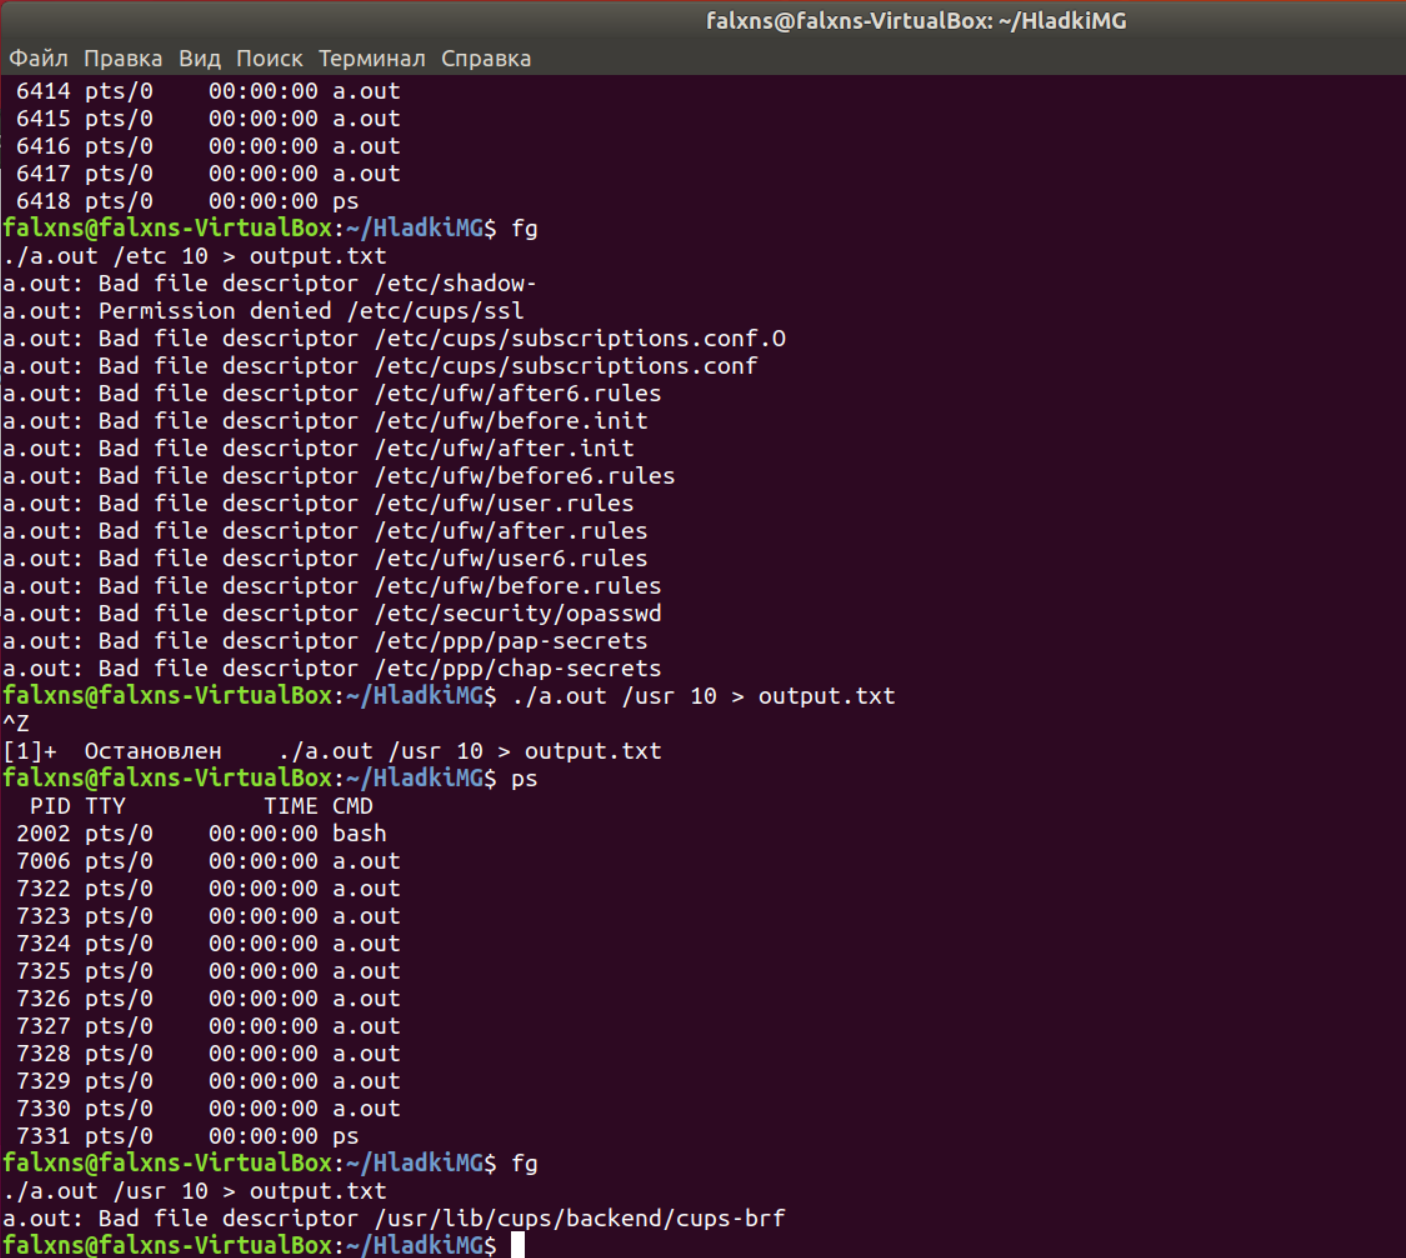 falxns@falxns-VirtualBox: ~/HladkiMG
Файл Правка Вид Поиск Терминал Справка
 6414 pts/0    00:00:00 a.out
 6415 pts/0    00:00:00 a.out
 6416 pts/0    00:00:00 a.out
 6417 pts/0    00:00:00 a.out
 6418 pts/0    00:00:00 ps
falxns@falxns-VirtualBox:~/HladkiMG$ fg
./a.out /etc 10 > output.txt
a.out: Bad file descriptor /etc/shadow-
a.out: Permission denied /etc/cups/ssl
a.out: Bad file descriptor /etc/cups/subscriptions.conf.O
a.out: Bad file descriptor /etc/cups/subscriptions.conf
a.out: Bad file descriptor /etc/ufw/after6.rules
a.out: Bad file descriptor /etc/ufw/before.init
a.out: Bad file descriptor /etc/ufw/after.init
a.out: Bad file descriptor /etc/ufw/before6.rules
a.out: Bad file descriptor /etc/ufw/user.rules
a.out: Bad file descriptor /etc/ufw/after.rules
a.out: Bad file descriptor /etc/ufw/user6.rules
a.out: Bad file descriptor /etc/ufw/before.rules
a.out: Bad file descriptor /etc/security/opasswd
a.out: Bad file descriptor /etc/ppp/pap-secrets
a.out: Bad file descriptor /etc/ppp/chap-secrets
falxns@falxns-VirtualBox:~/HladkiMG$ ./a.out /usr 10 > output.txt
^Z
[1]+  Остановлен    ./a.out /usr 10 > output.txt
falxns@falxns-VirtualBox:~/HladkiMG$ ps
  PID TTY          TIME CMD
 2002 pts/0    00:00:00 bash
 7006 pts/0    00:00:00 a.out
 7322 pts/0    00:00:00 a.out
 7323 pts/0    00:00:00 a.out
 7324 pts/0    00:00:00 a.out
 7325 pts/0    00:00:00 a.out
 7326 pts/0    00:00:00 a.out
 7327 pts/0    00:00:00 a.out
 7328 pts/0    00:00:00 a.out
 7329 pts/0    00:00:00 a.out
 7330 pts/0    00:00:00 a.out
 7331 pts/0    00:00:00 ps
falxns@falxns-VirtualBox:~/HladkiMG$ fg
./a.out /usr 10 > output.txt
a.out: Bad file descriptor /usr/lib/cups/backend/cups-brf
falxns@falxns-VirtualBox:~/HladkiMG$